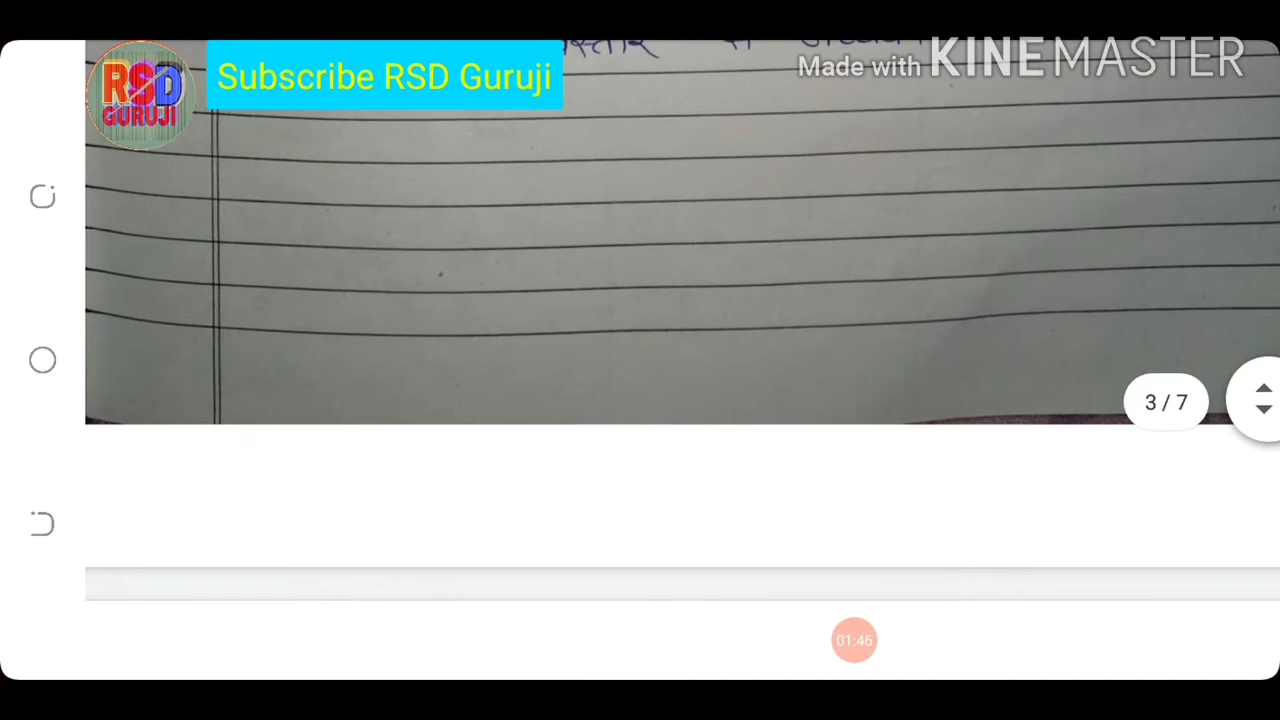 Subscribe RSD Guruji
Made with KINEMASTER
RSD
GURUJI
3 / 7
01:46